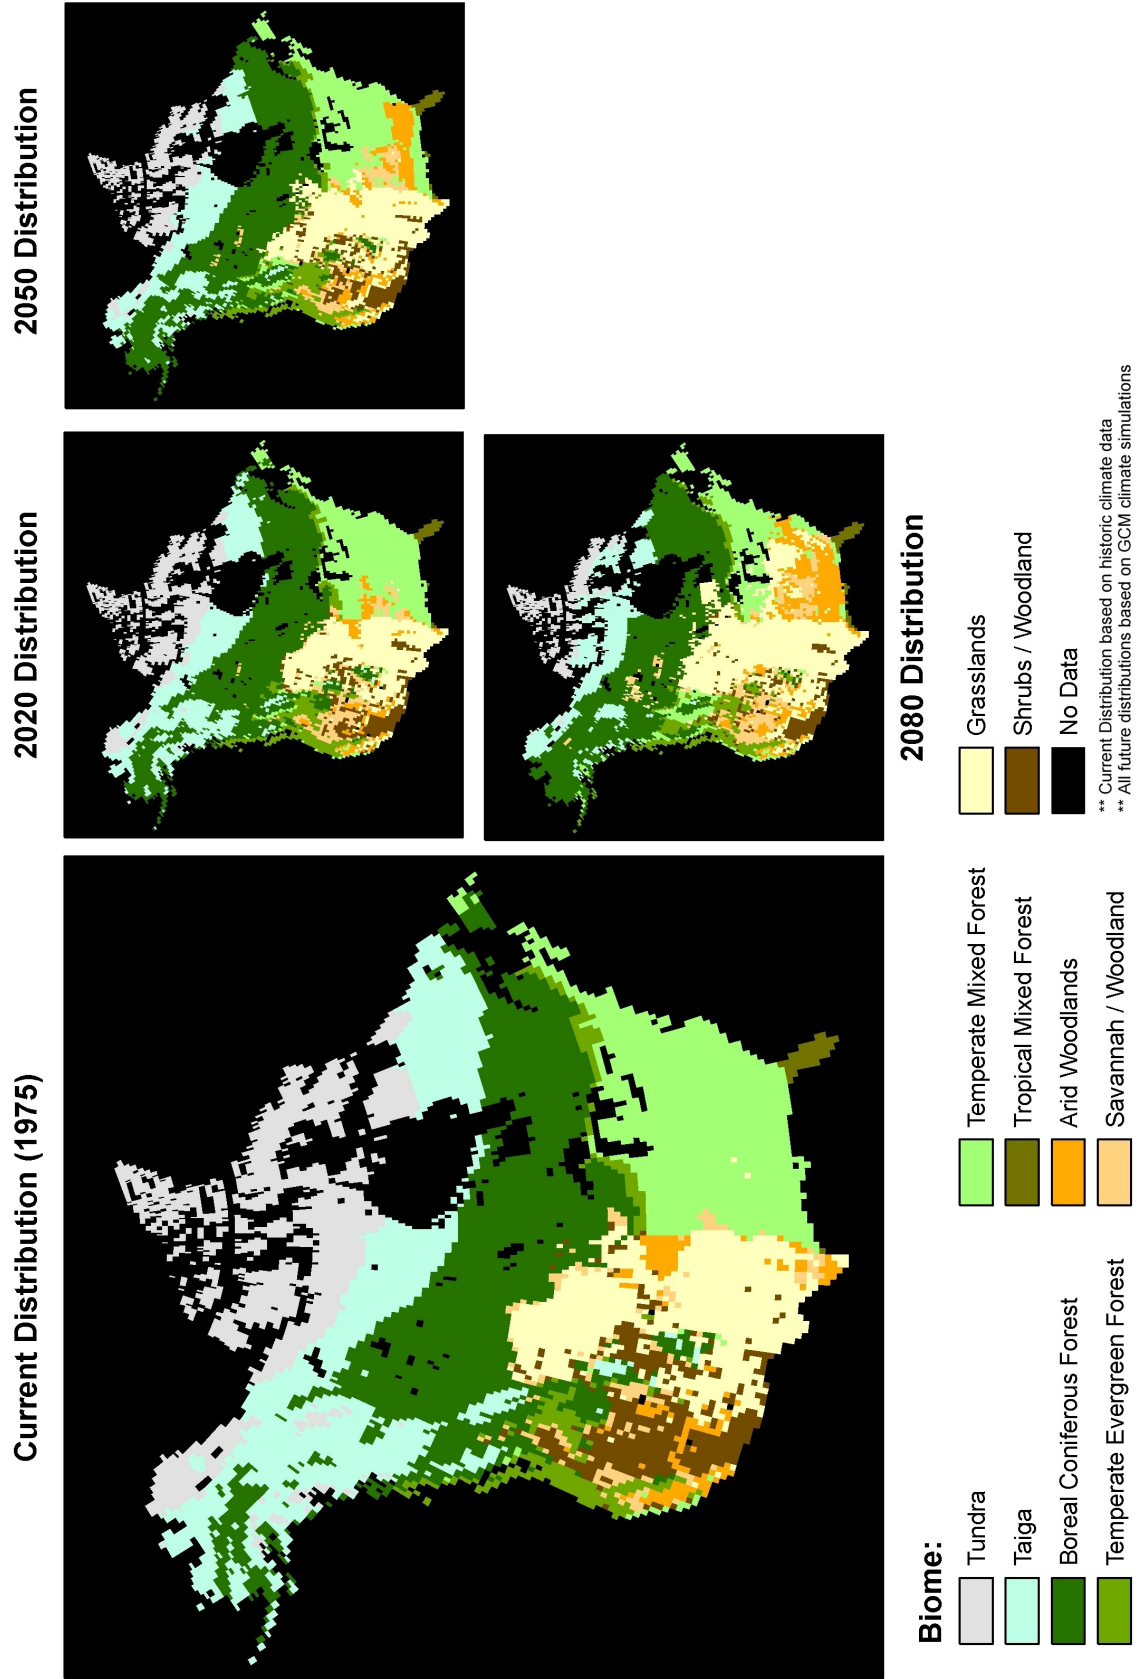 Current Distribution (1975)
2020 Distribution
2050 Distribution
2080 Distribution
Biome:
Tundra
Taiga
Boreal Coniferous Forest
Temperate Evergreen Forest
Temperate Mixed Forest
Tropical Mixed Forest
Arid Woodlands
Savannah / Woodland
Grasslands
Shrubs / Woodland
No Data
** Current Distribution based on historic climate data
** All future distributions based on GCM climate simulations